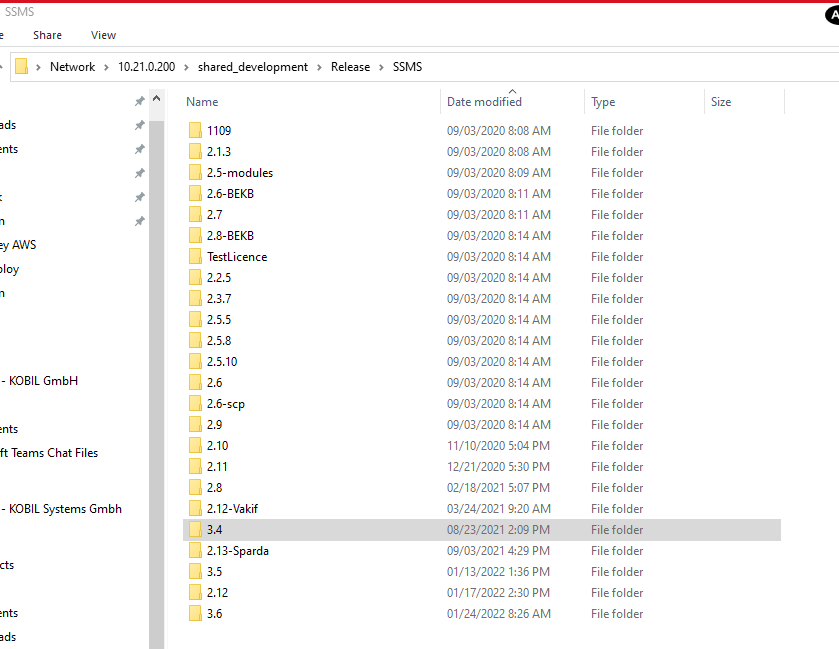 SSMS
Share View
Network > 10.21.0.200 > shared_development > Release > SSMS
Name Date modified Type Size
1109 09/03/2020 8:08 AM File folder
2.1.3 09/03/2020 8:08 AM File folder
2.5-modules 09/03/2020 8:09 AM File folder
2.6-BEKB 09/03/2020 8:11 AM File folder
2.7 09/03/2020 8:11 AM File folder
2.8-BEKB 09/03/2020 8:14 AM File folder
TestLicence 09/03/2020 8:14 AM File folder
2.2.5 09/03/2020 8:14 AM File folder
2.3.7 09/03/2020 8:14 AM File folder
2.5.5 09/03/2020 8:14 AM File folder
2.5.8 09/03/2020 8:14 AM File folder
2.5.10 09/03/2020 8:14 AM File folder
2.6 09/03/2020 8:14 AM File folder
2.6-scp 09/03/2020 8:14 AM File folder
2.9 09/03/2020 8:14 AM File folder
2.10 11/10/2020 5:04 PM File folder
2.11 12/21/2020 5:30 PM File folder
2.8 02/18/2021 5:07 PM File folder
2.12-Vakif 03/24/2021 9:20 AM File folder
3.4 08/23/2021 2:09 PM File folder
2.13-Sparda 09/03/2021 4:29 PM File folder
3.5 01/13/2022 1:36 PM File folder
2.12 01/17/2022 2:30 PM File folder
3.6 01/24/2022 8:26 AM File folder
ads
ents
ey AWS
ploy
- KOBIL GmbH
ents
ft Teams Chat Files
- KOBIL Systems Gmbh
cts
ents
ads